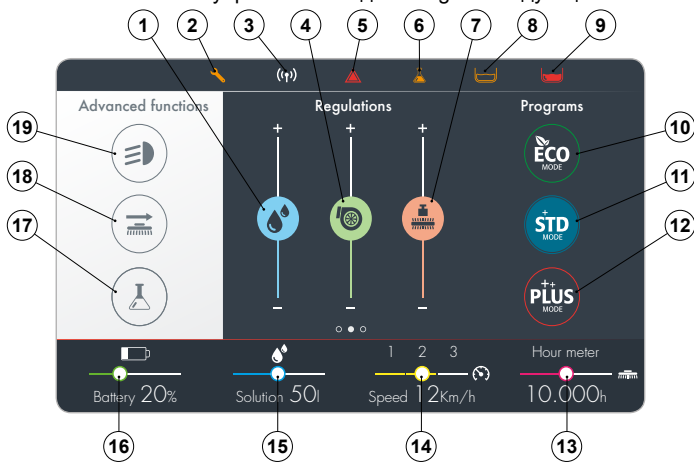 1 2 3 4 5 6 7 8 9
Advanced functions Regulations Programs
+ + +
19 10
ECO
MODE
18 11
+
STD
MODE
17 12
++
PLUS
MODE
− − −
1 2 3 Hour meter
Battery 20% Solution 50l Speed 12Km/h 10.000h
16 15 14 13